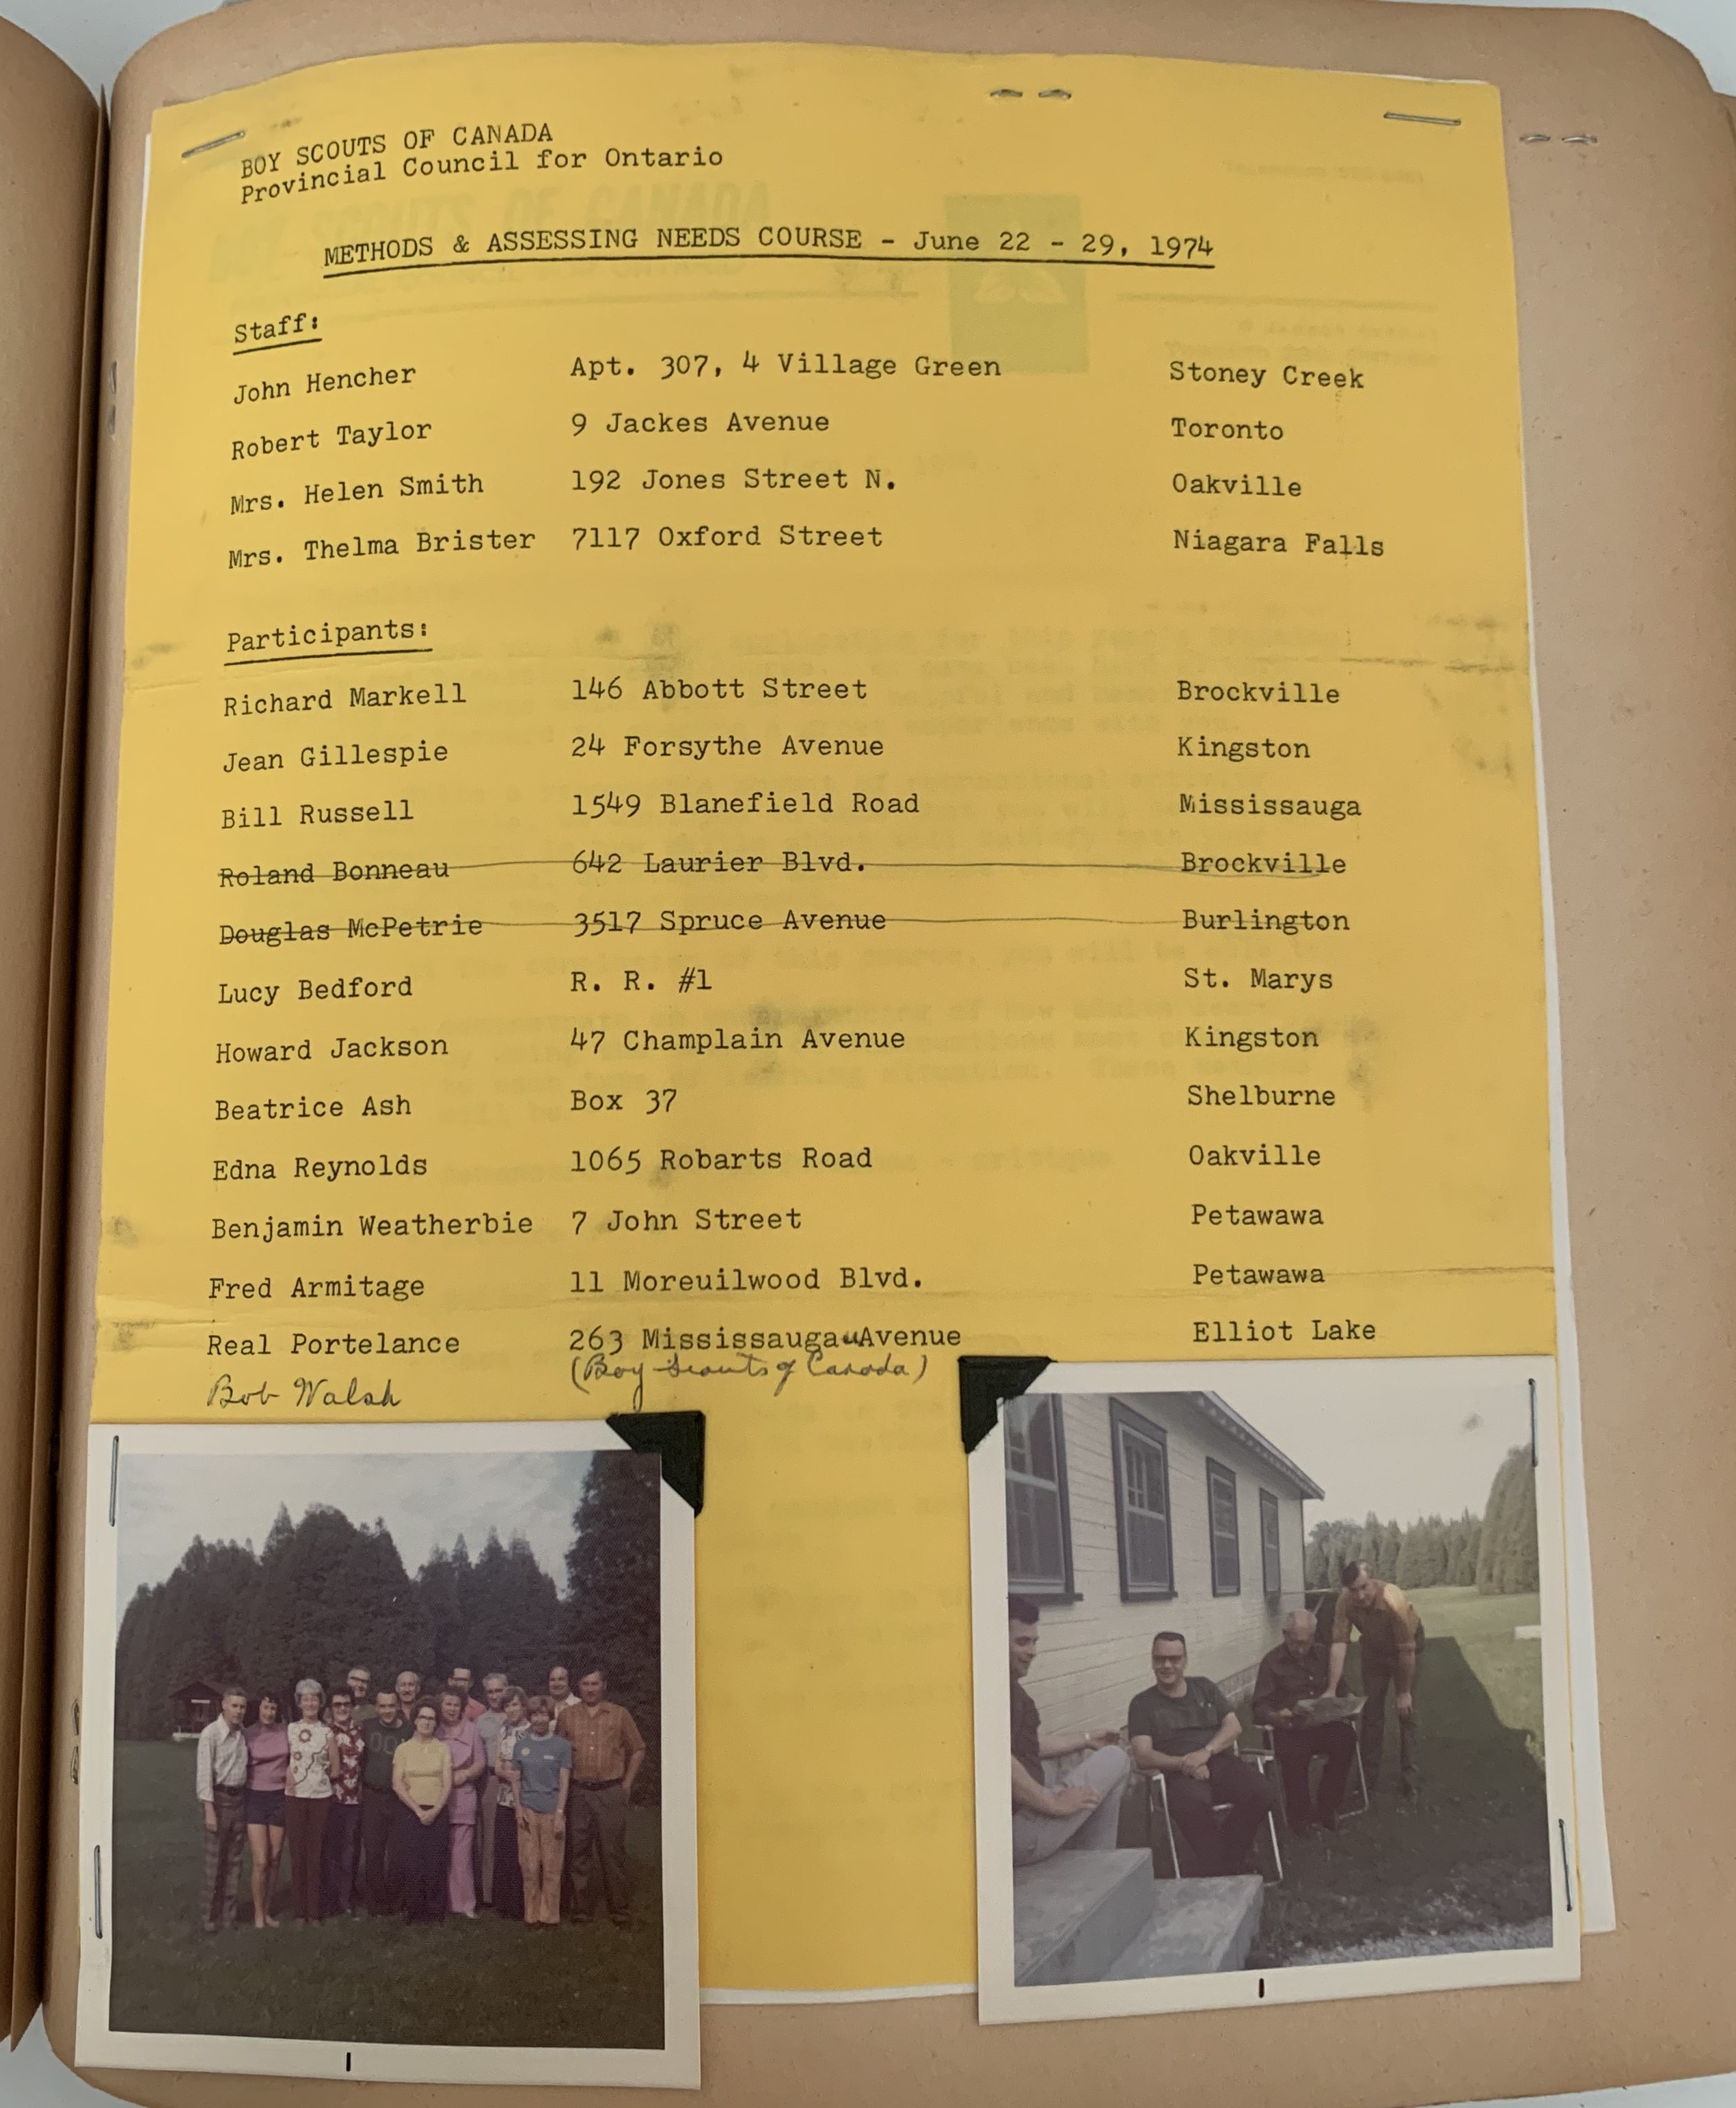 BOY SCOUTS OF CANADA
Provincial Council for Ontario
METHODS & ASSESSING NEEDS COURSE - June 22 - 29, 1974
Staff:
John Hencher Apt. 307, 4 Village Green Stoney Creek
Robert Taylor 9 Jackes Avenue Toronto
Mrs. Helen Smith 192 Jones Street N. Oakville
Mrs. Thelma Brister 7117 Oxford Street Niagara Falls
Participants:
Richard Markell 146 Abbott Street Brockville
Jean Gillespie 24 Forsythe Avenue Kingston
Bill Russell 1549 Blanefield Road Mississauga
Roland Bonneau 642 Laurier Blvd. Brockville
Douglas McPetrie 3517 Spruce Avenue Burlington
Lucy Bedford R. R. #1 St. Marys
Howard Jackson 47 Champlain Avenue Kingston
Beatrice Ash Box 37 Shelburne
Edna Reynolds 1065 Robarts Road Oakville
Benjamin Weatherbie 7 John Street Petawawa
Fred Armitage 11 Moreuilwood Blvd. Petawawa
Real Portelance 263 Mississauga Avenue Elliot Lake
Bob Walsh (Boy Scouts of Canada)